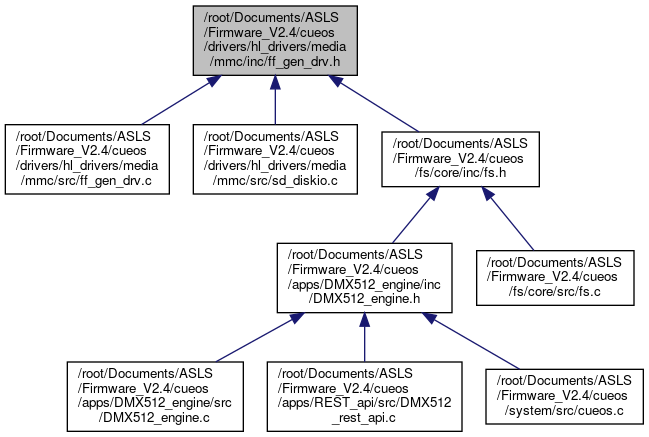 /root/Documents/ASLS
/Firmware_V2.4/cueos
/drivers/hl_drivers/media
/mmc/inc/ff_gen_drv.h
/root/Documents/ASLS
/Firmware_V2.4/cueos
/drivers/hl_drivers/media
/mmc/src/ff_gen_drv.c
/root/Documents/ASLS
/Firmware_V2.4/cueos
/drivers/hl_drivers/media
/mmc/src/sd_diskio.c
/root/Documents/ASLS
/Firmware_V2.4/cueos
/fs/core/inc/fs.h
/root/Documents/ASLS
/Firmware_V2.4/cueos
/apps/DMX512_engine/inc
/DMX512_engine.h
/root/Documents/ASLS
/Firmware_V2.4/cueos
/fs/core/src/fs.c
/root/Documents/ASLS
/Firmware_V2.4/cueos
/apps/DMX512_engine/src
/DMX512_engine.c
/root/Documents/ASLS
/Firmware_V2.4/cueos
/apps/REST_api/src/DMX512
_rest_api.c
/root/Documents/ASLS
/Firmware_V2.4/cueos
/system/src/cueos.c